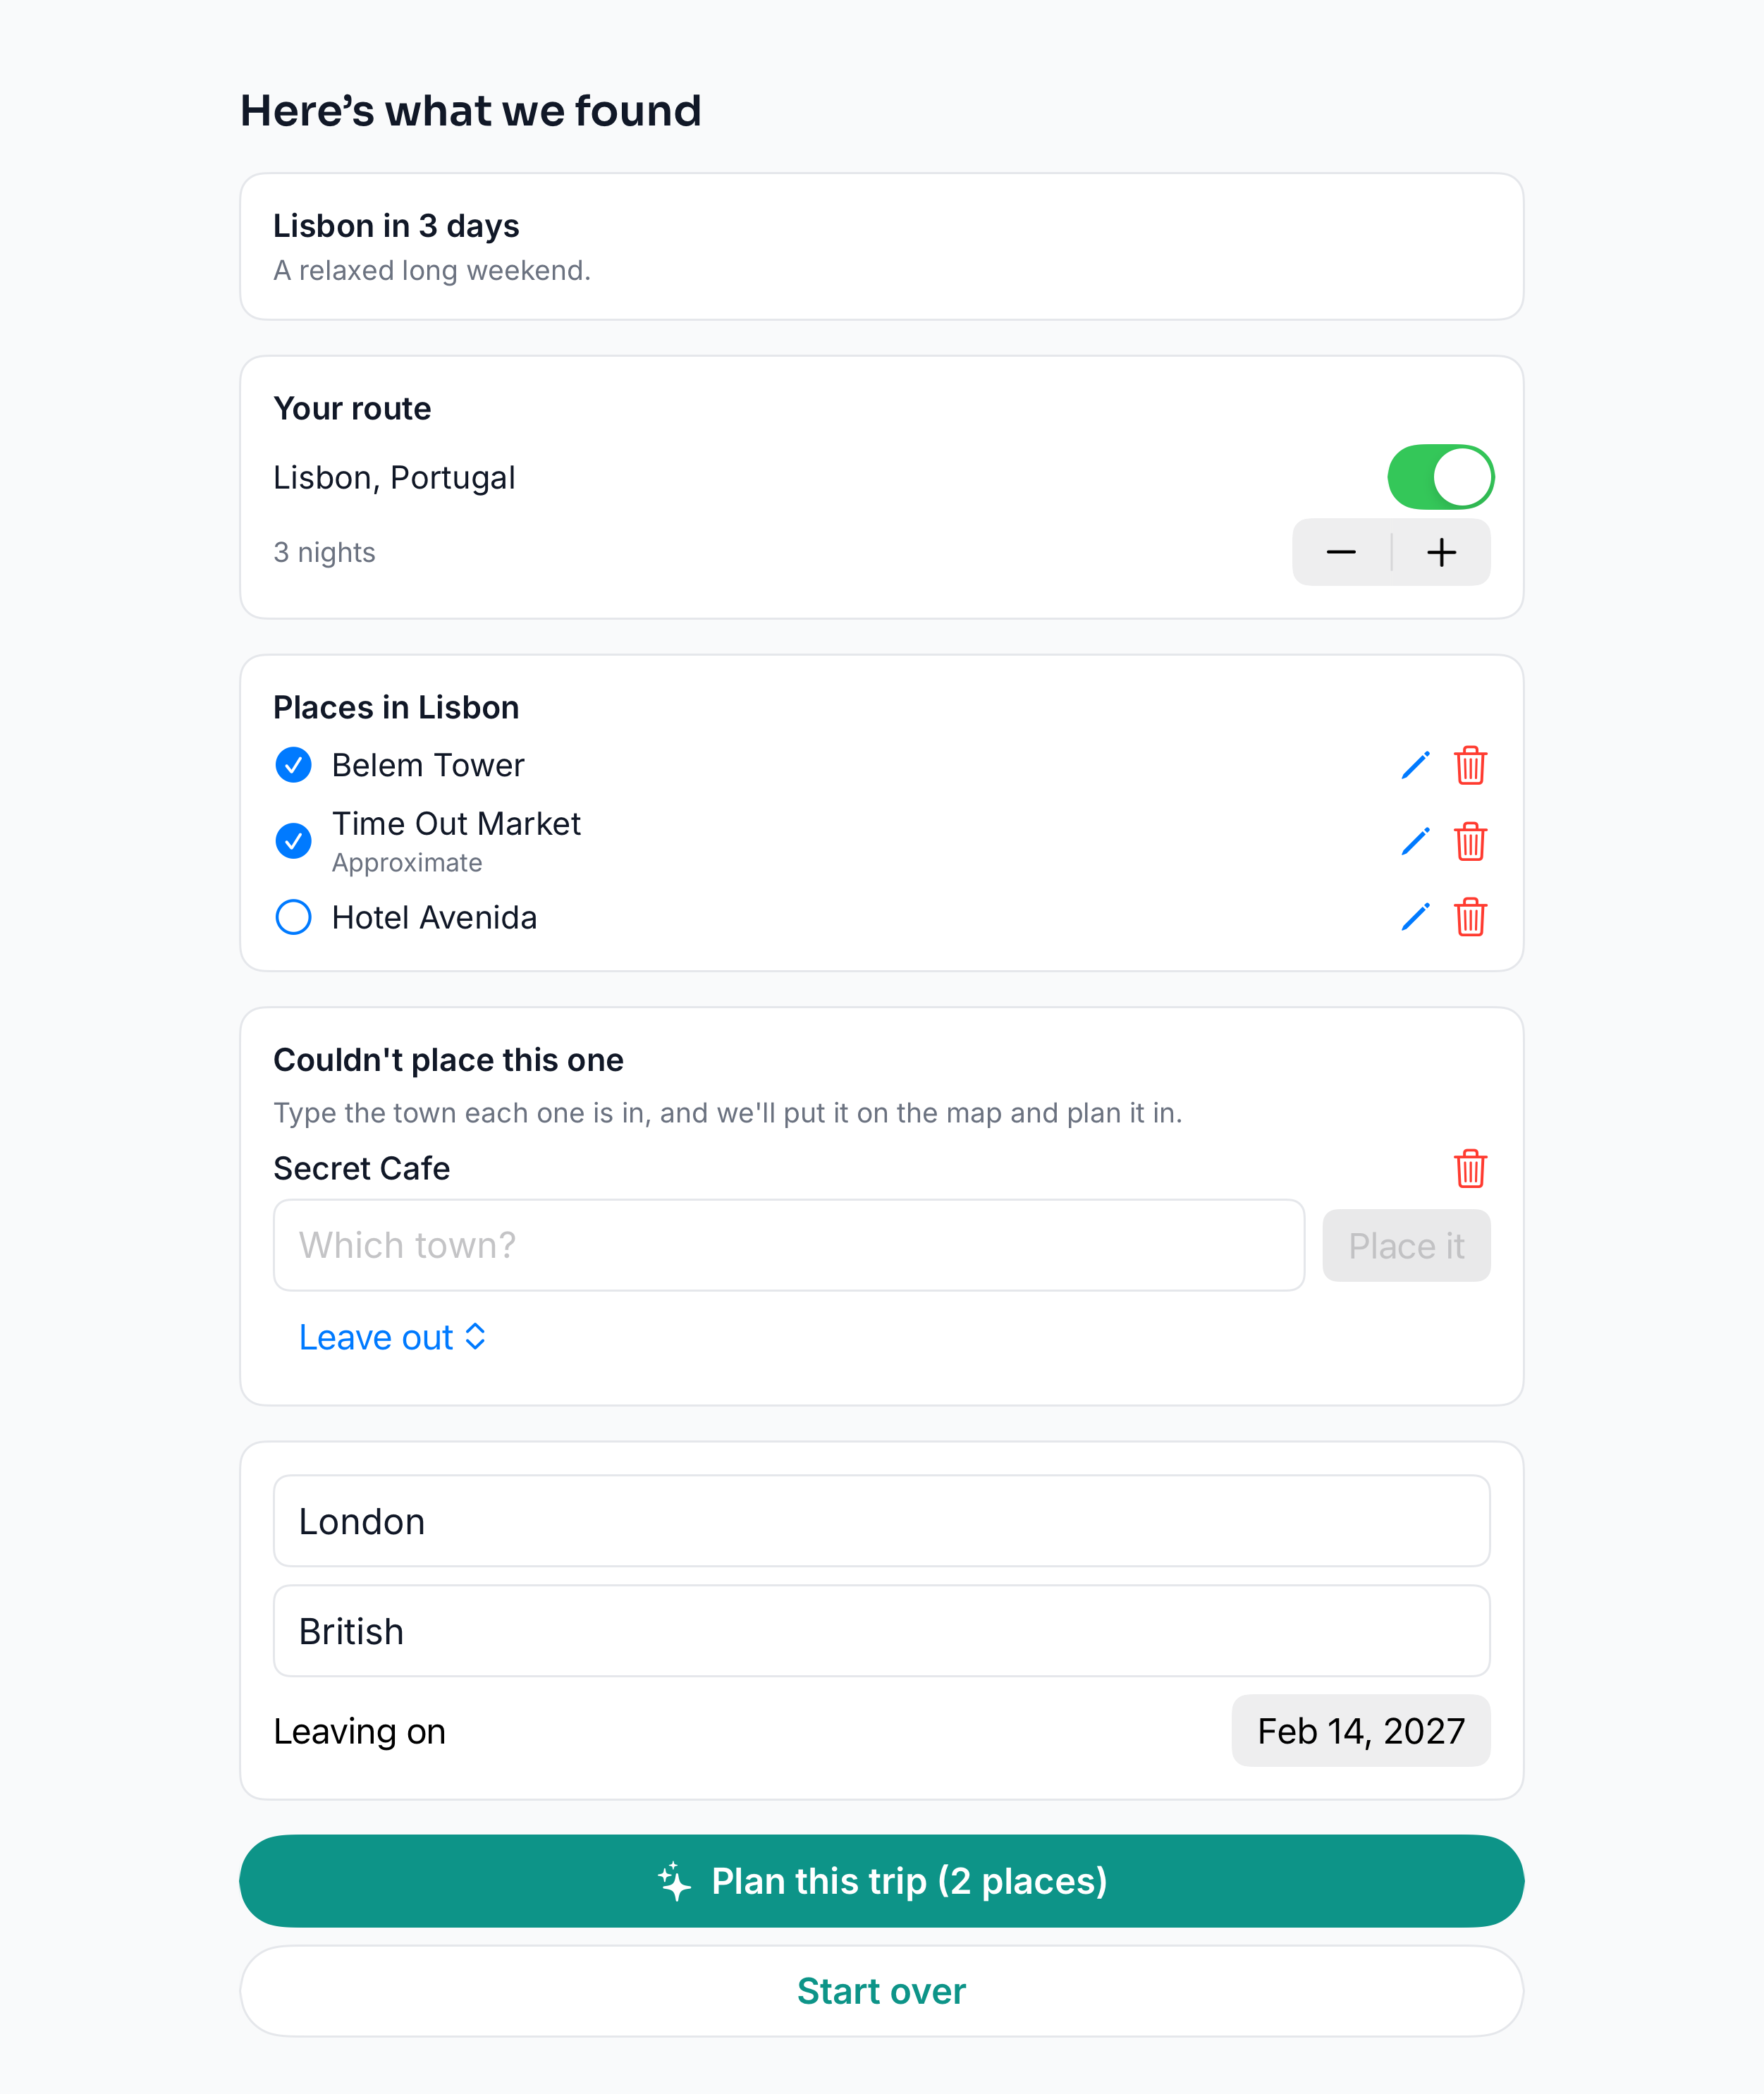 Here’s what we found
Lisbon in 3 days
A relaxed long weekend.
Your route
Lisbon, Portugal
3 nights
Places in Lisbon
Belem Tower
Time Out Market
Approximate
Hotel Avenida
Couldn't place this one
Type the town each one is in, and we'll put it on the map and plan it in.
Secret Cafe
Which town?
Place it
Leave out
London
British
Leaving on
Feb 14, 2027
Plan this trip (2 places)
Start over